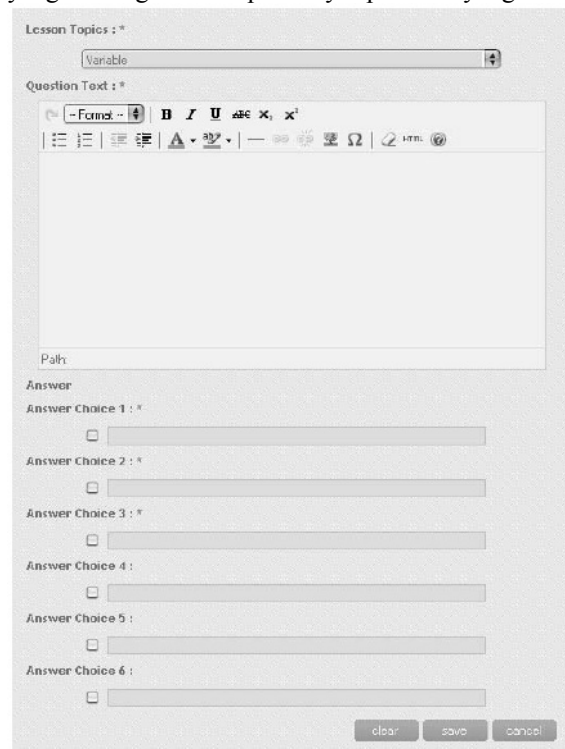 Lesson Topics : *
Variable
Question Text : *
-- Format -- B I U ABC X, X²
A ab Ω HTML
Path:
Answer
Answer Choice 1 : *
Answer Choice 2 : *
Answer Choice 3 : *
Answer Choice 4 :
Answer Choice 5 :
Answer Choice 6 :
clear save cancel